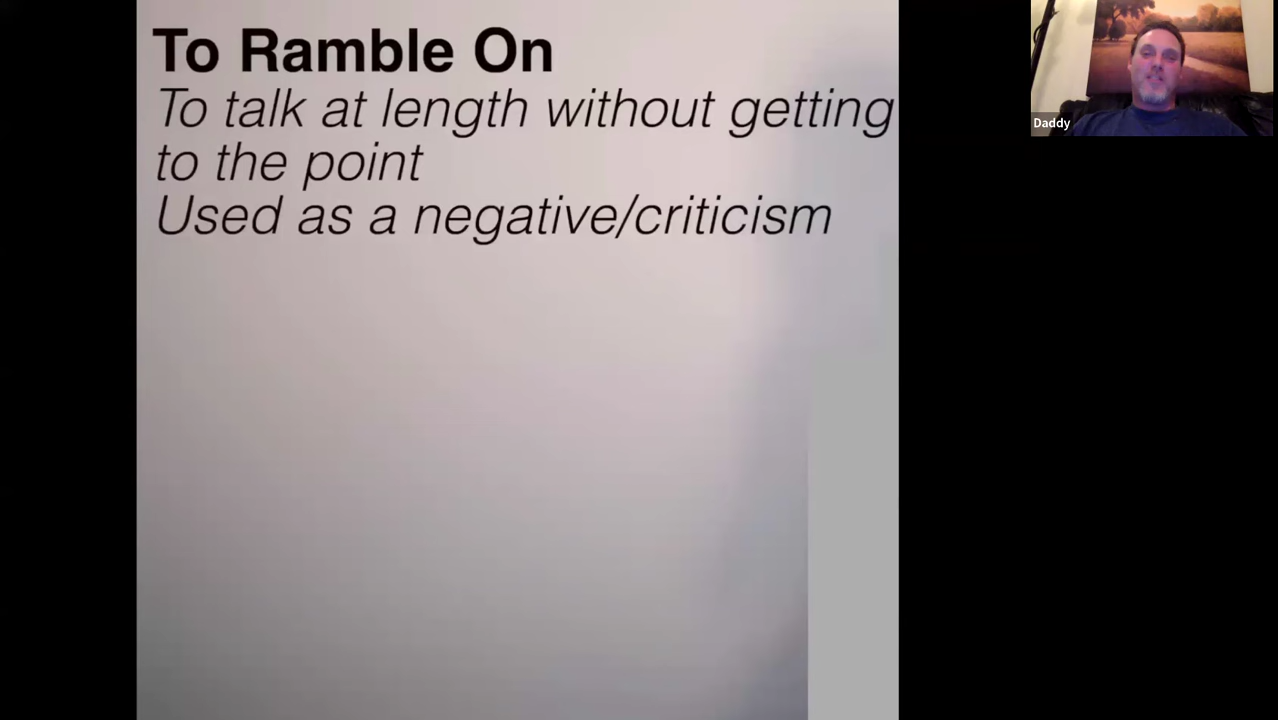 To Ramble On
To talk at length without getting
to the point
Used as a negative/criticism
Daddy